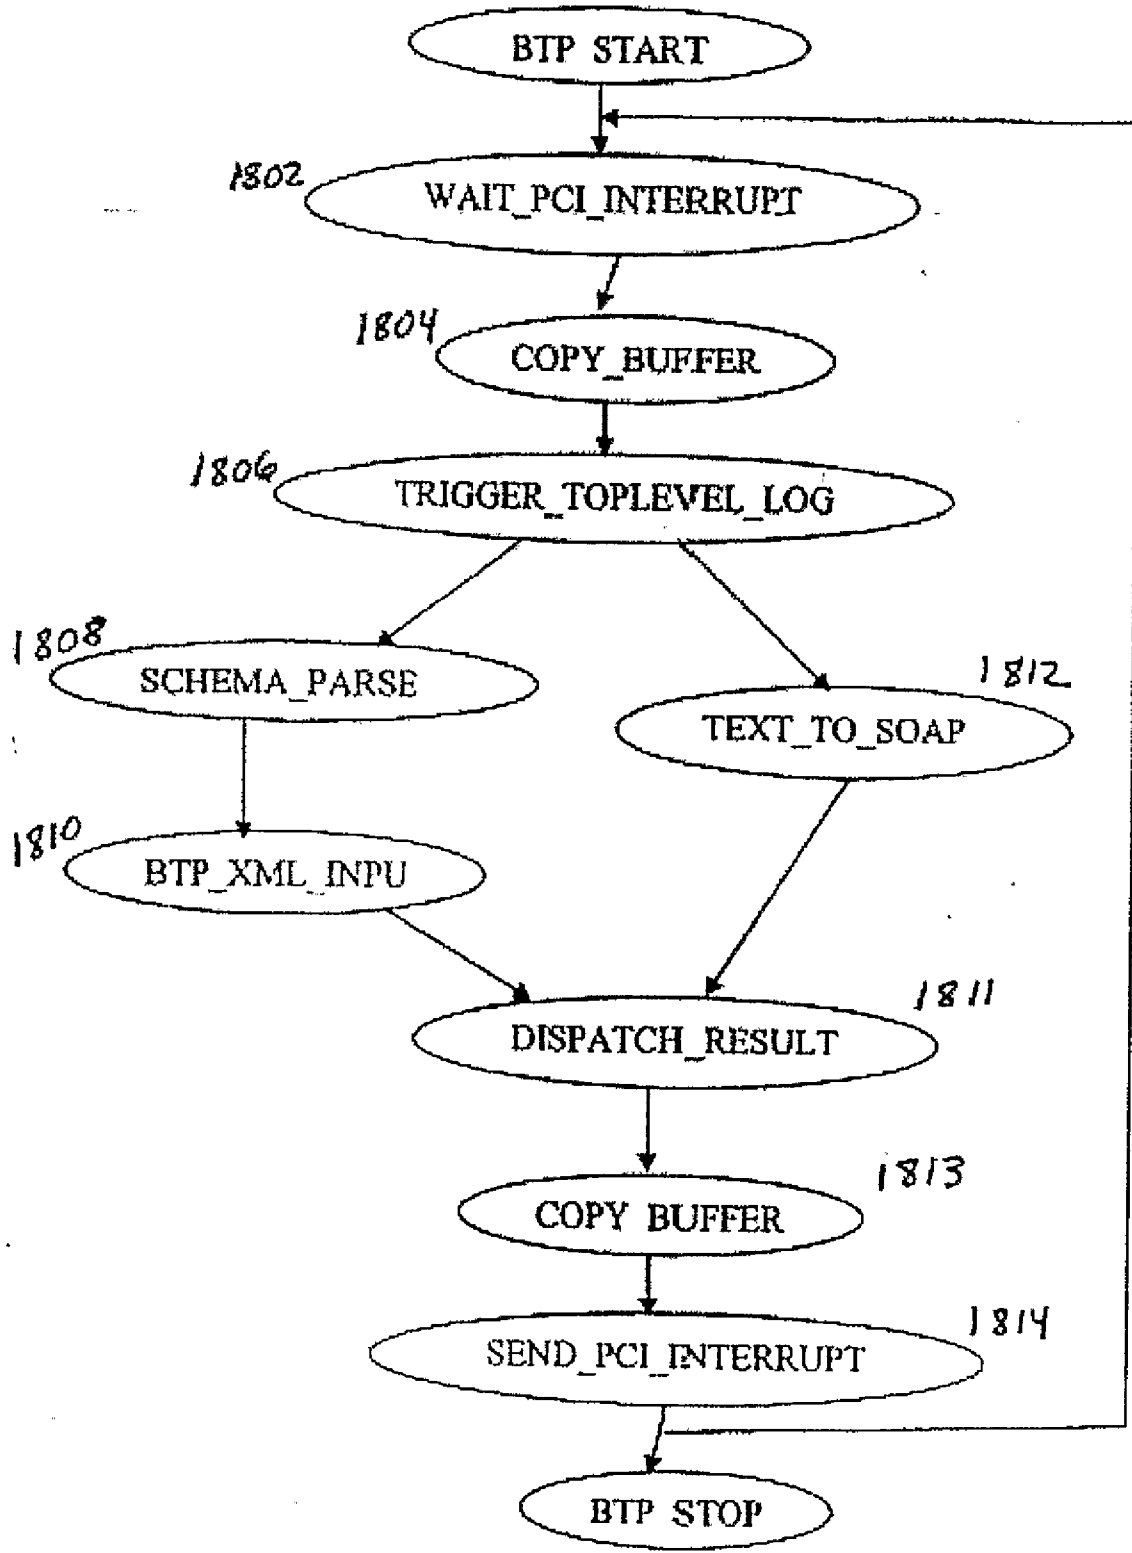 BTP START
1802
WAIT_PCI_INTERRUPT
1804
COPY_BUFFER
1806
TRIGGER_TOPLEVEL_LOG
1808
SCHEMA_PARSE
1812
TEXT_TO_SOAP
1810
BTP_XML_INPU
1811
DISPATCH_RESULT
1813
COPY BUFFER
1814
SEND_PCI_INTERRUPT
BTP STOP